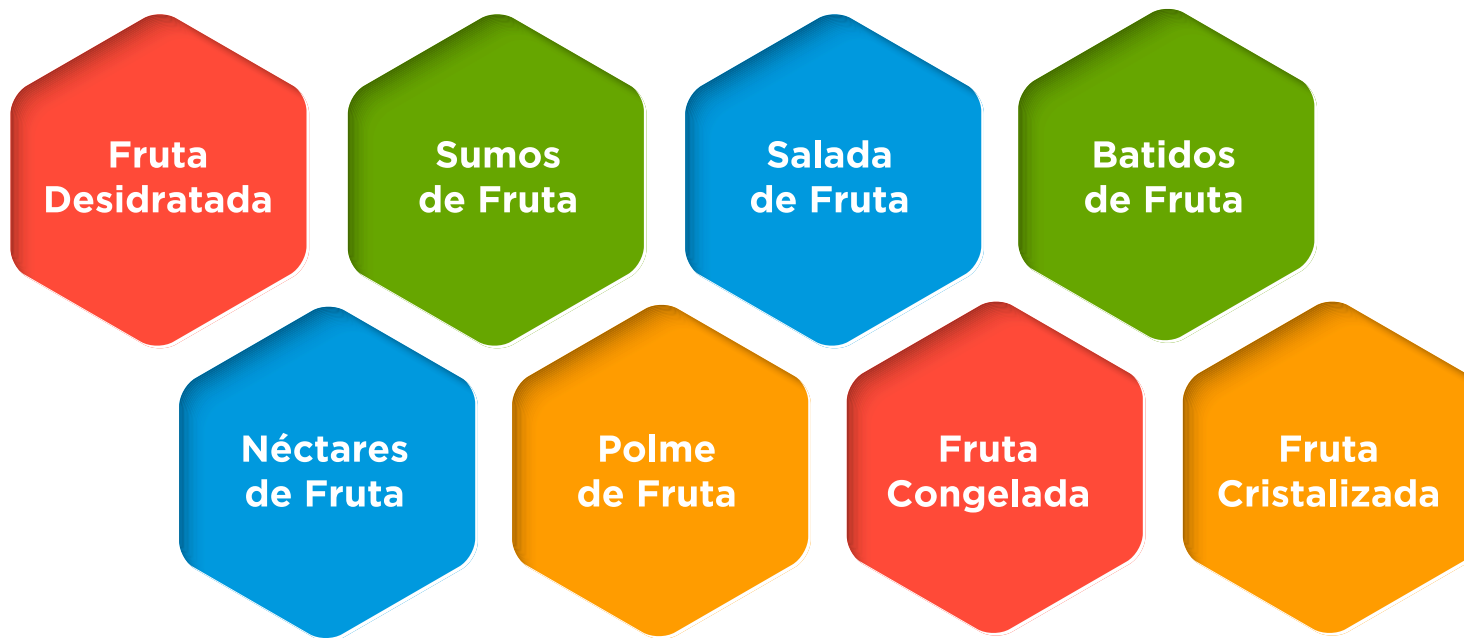 Fruta
Desidratada
Sumos
de Fruta
Salada
de Fruta
Batidos
de Fruta
Néctares
de Fruta
Polme
de Fruta
Fruta
Congelada
Fruta
Cristalizada